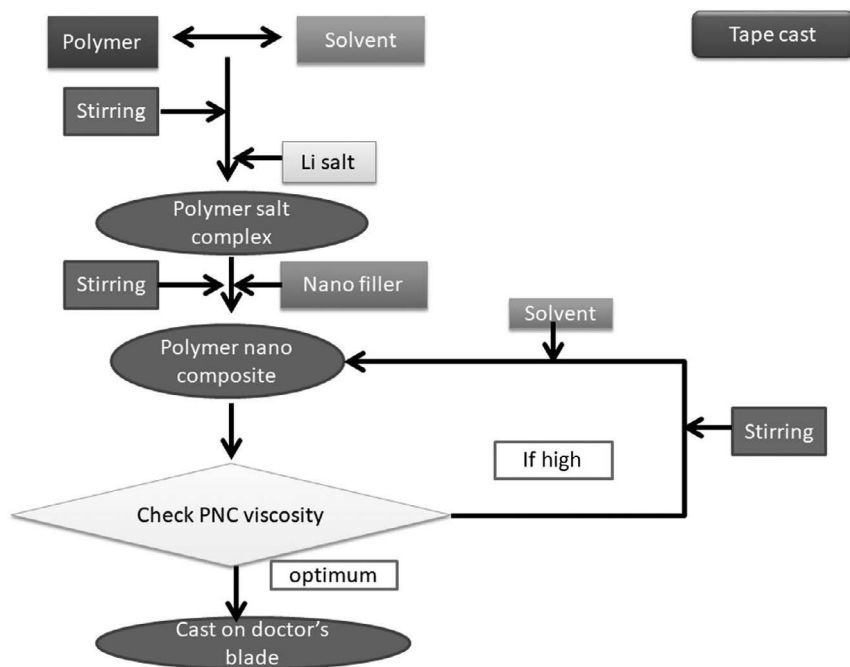 Polymer
Solvent
Tape cast
Stirring
Li salt
Polymer salt
complex
Stirring
Nano filler
Solvent
Polymer nano
composite
Stirring
If high
Check PNC viscosity
optimum
Cast on doctor's
blade